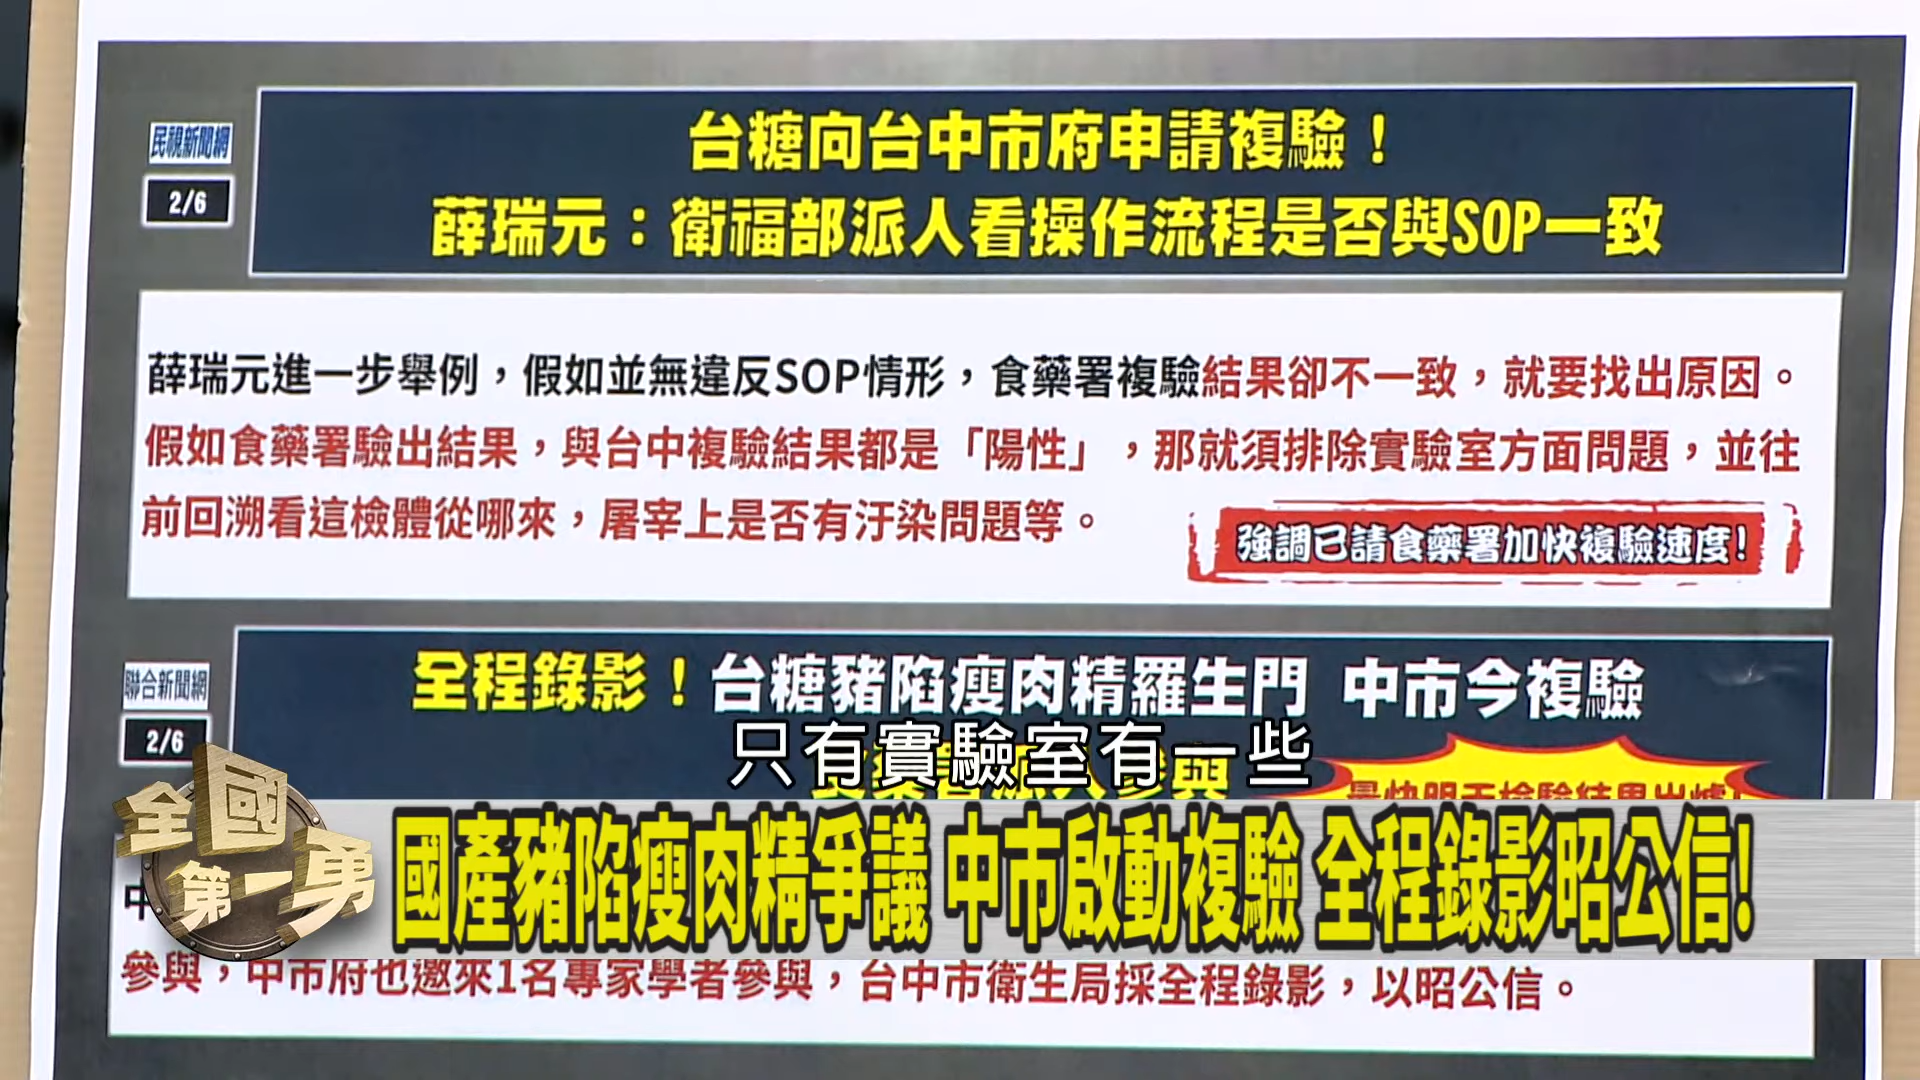 民視新聞網
2/6
台糖向台中市府申請複驗！
薛瑞元：衛福部派人看操作流程是否與SOP一致
薛瑞元進一步舉例，假如並無違反SOP情形，食藥署複驗結果卻不一致，就要找出原因。
假如食藥署驗出結果，與台中複驗結果都是「陽性」，那就須排除實驗室方面問題，並往
前回溯看這檢體從哪來，屠宰上是否有汙染問題等。
強調已請食藥署加快複驗速度!
聯合新聞網
2/6
全程錄影！台糖豬陷瘦肉精羅生門 中市今複驗
只有實驗室有一些
全國第一勇
國產豬陷瘦肉精爭議 中市啟動複驗 全程錄影昭公信!
中
參與，中市府也邀來1名專家學者參與，台中市衛生局採全程錄影，以昭公信。